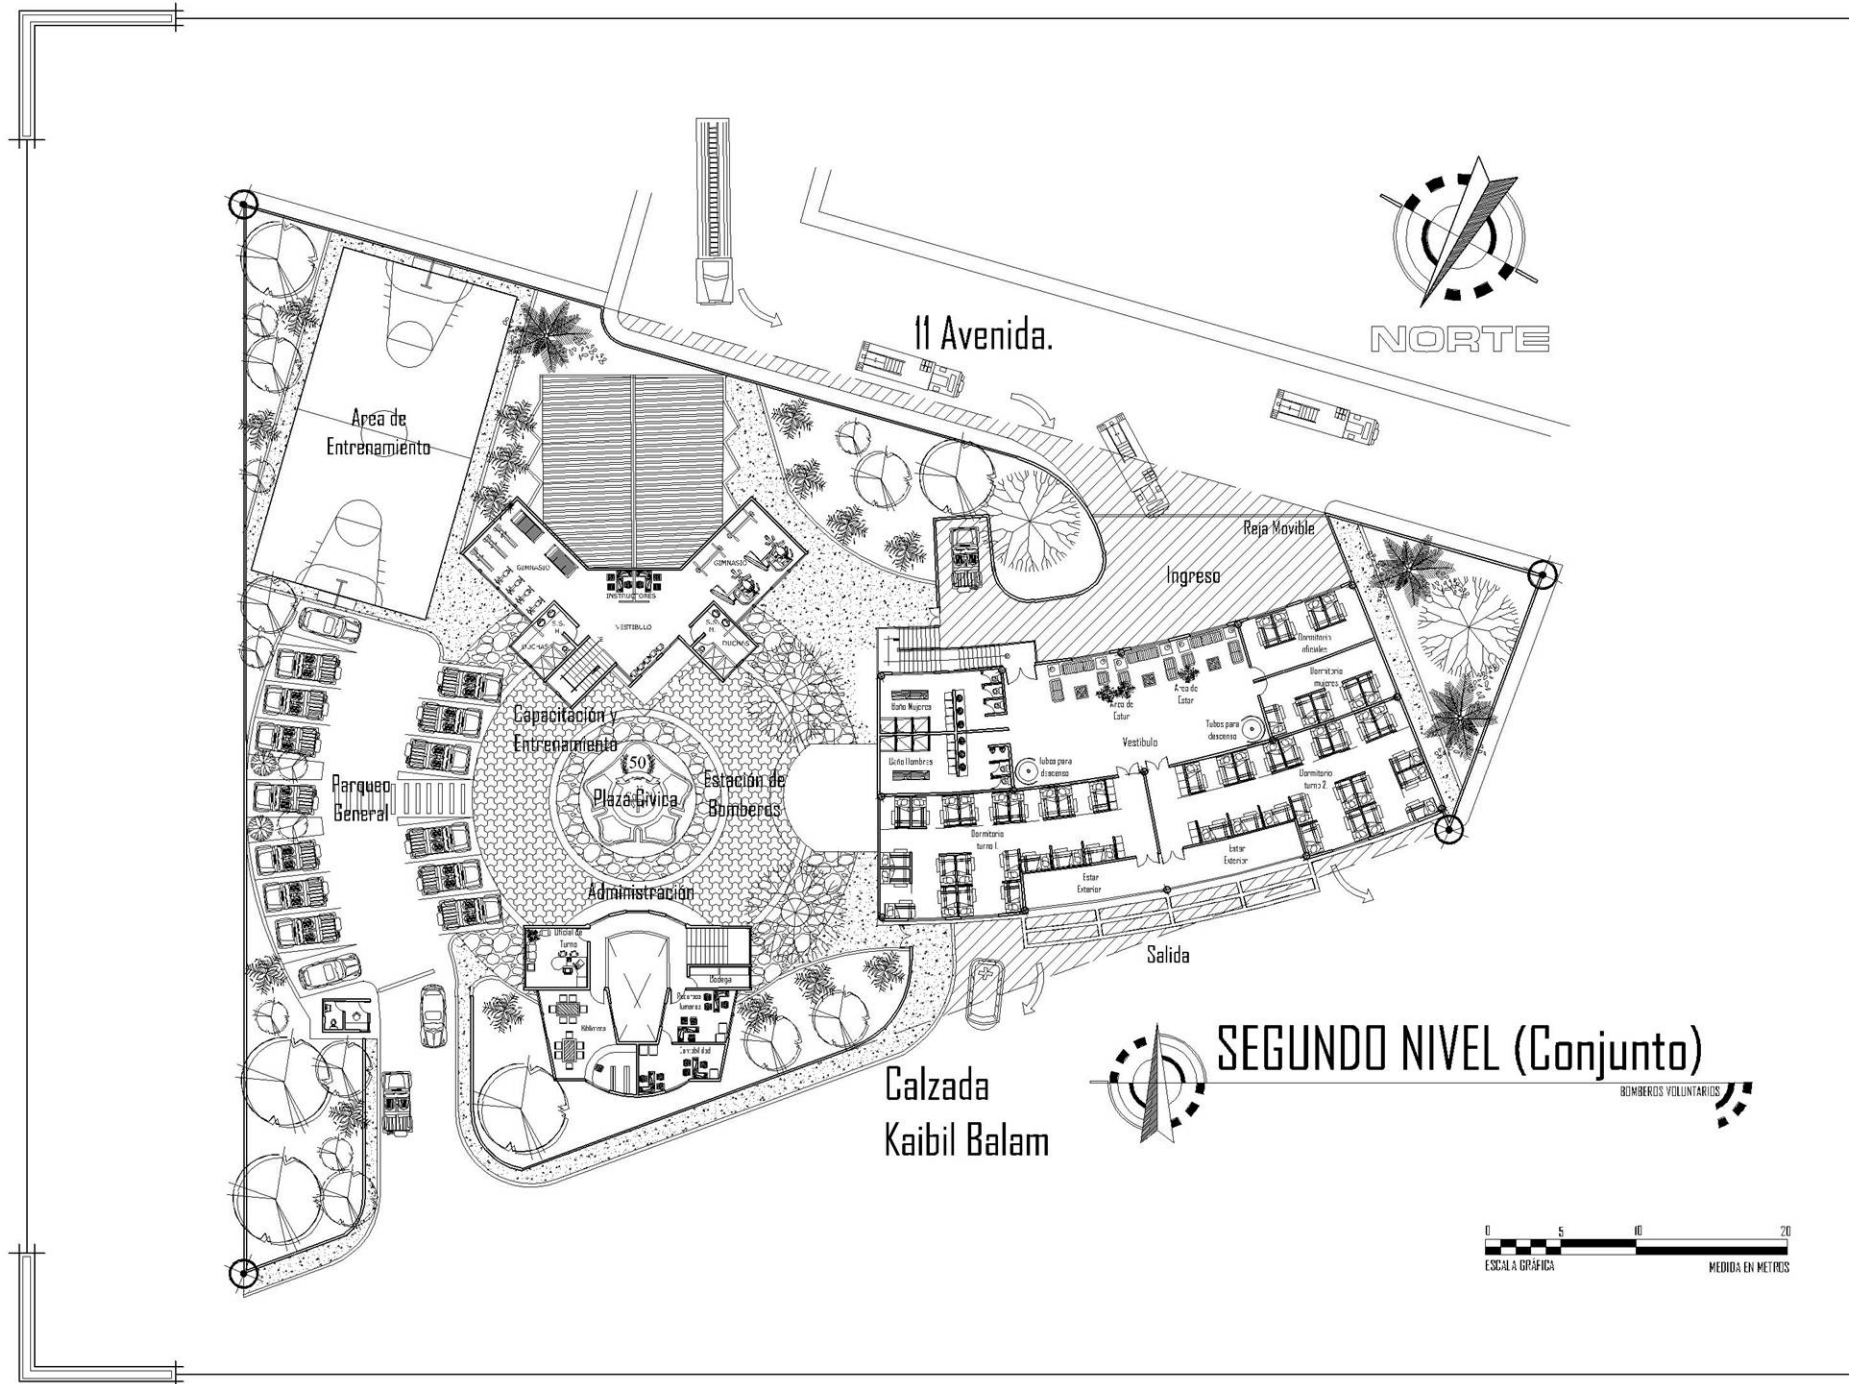 11 Avenida.
NORTE
Area de
Entrenamiento
Reja Movible
Ingreso
GIMNASIO
GIMNASIO
INSTRUCTORES
VESTIBULO
S.S.
H.
S.S.
H.
DUCHAS
DUCHAS
Dormitorio
oficiales
Dormitorio
mujeres
Area de
Estar
Area de
Estar
Baño Mujeres
Tubos para
descenso
Capacitación y
Entrenamiento
Vestibulo
50
Baño Hombres
Tubos para
descenso
Dormitorio
turno 2.
Parqueo
General
Plaza Cívica
Estación de
Bomberos
Dormitorio
turno 1.
Estar
Exterior
Estar
Exterior
Administración
Oficial de
Turno
Salida
Bodega
Recursos
Humanos
Biblioteca
Contabilidad
SEGUNDO NIVEL (Conjunto)
BOMBEROS VOLUNTARIOS
Calzada
Kaibil Balam
0 5 10 20
ESCALA GRÁFICA
MEDIDA EN METROS